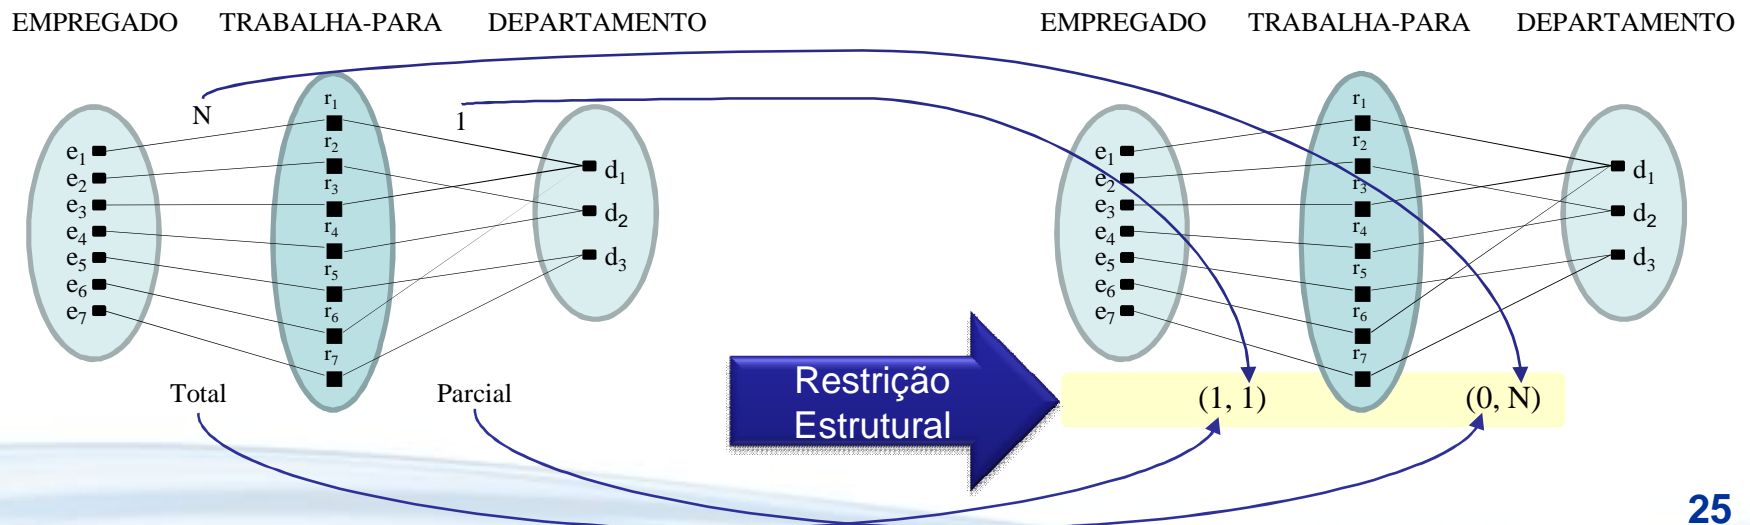 EMPREGADO TRABALHA-PARA DEPARTAMENTO
N
1
r1
r2
r3
r4
r5
r6
r7
e1
e2
e3
e4
e5
e6
e7
d1
d2
d3
Total
Parcial
Restrição
Estrutural
EMPREGADO TRABALHA-PARA DEPARTAMENTO
r1
r2
r3
r4
r5
r6
r7
e1
e2
e3
e4
e5
e6
e7
d1
d2
d3
(1, 1)
(0, N)
25